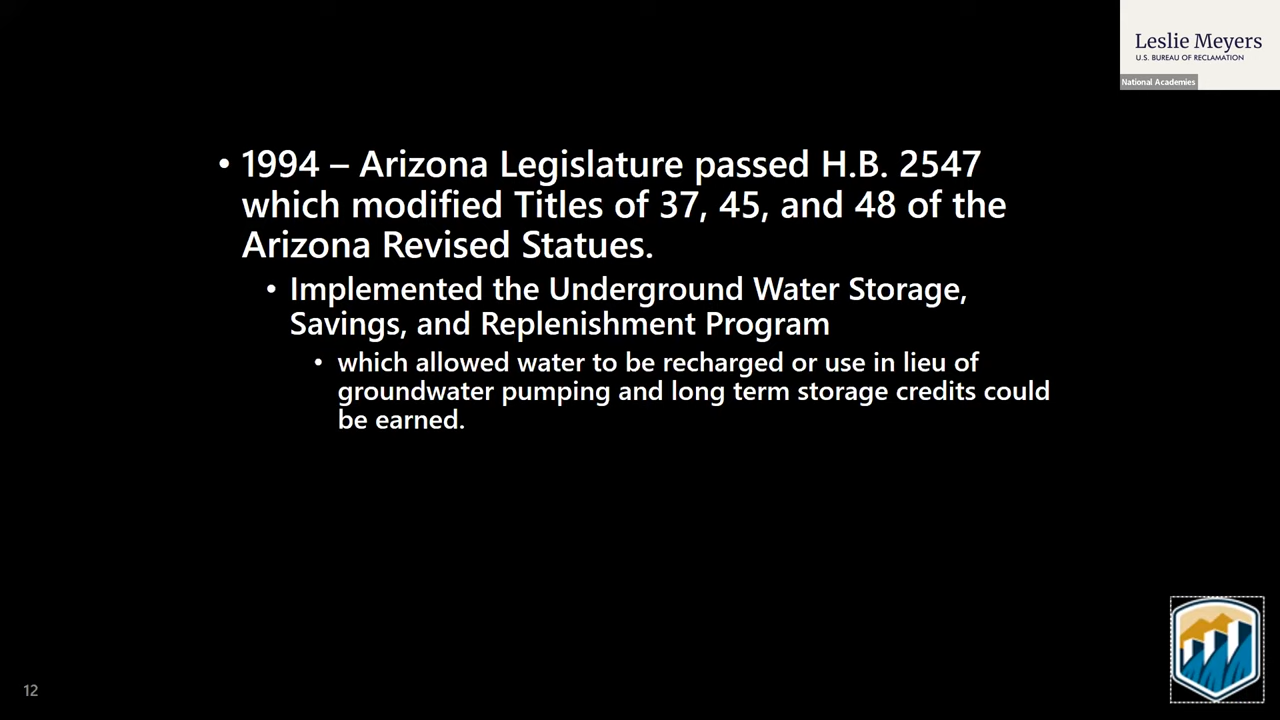 Leslie Meyers
U.S. BUREAU OF RECLAMATION
National Academies
• 1994 – Arizona Legislature passed H.B. 2547
which modified Titles of 37, 45, and 48 of the
Arizona Revised Statues.
• Implemented the Underground Water Storage,
Savings, and Replenishment Program
• which allowed water to be recharged or use in lieu of
groundwater pumping and long term storage credits could
be earned.
12